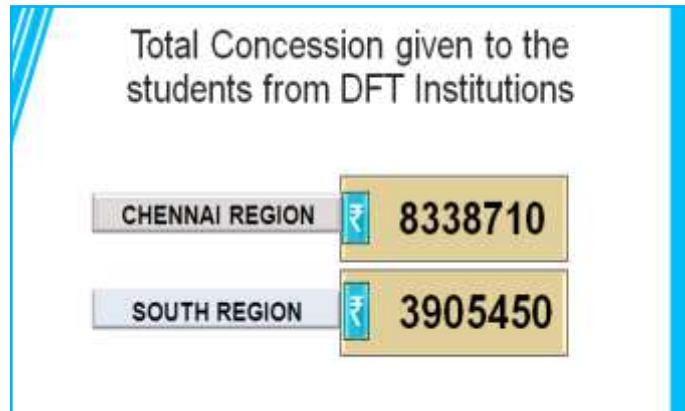 Total Concession given to the
students from DFT Institutions
CHENNAI REGION ₹ 8338710
SOUTH REGION ₹ 3905450